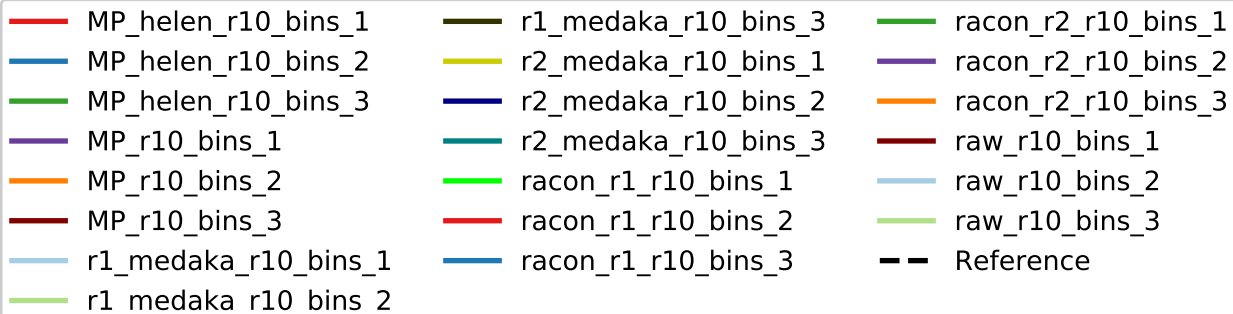 MP_helen_r10_bins_1
MP_helen_r10_bins_2
MP_helen_r10_bins_3
MP_r10_bins_1
MP_r10_bins_2
MP_r10_bins_3
r1_medaka_r10_bins_1
r1_medaka_r10_bins_2
r1_medaka_r10_bins_3
r2_medaka_r10_bins_1
r2_medaka_r10_bins_2
r2_medaka_r10_bins_3
racon_r1_r10_bins_1
racon_r1_r10_bins_2
racon_r1_r10_bins_3
racon_r2_r10_bins_1
racon_r2_r10_bins_2
racon_r2_r10_bins_3
raw_r10_bins_1
raw_r10_bins_2
raw_r10_bins_3
Reference